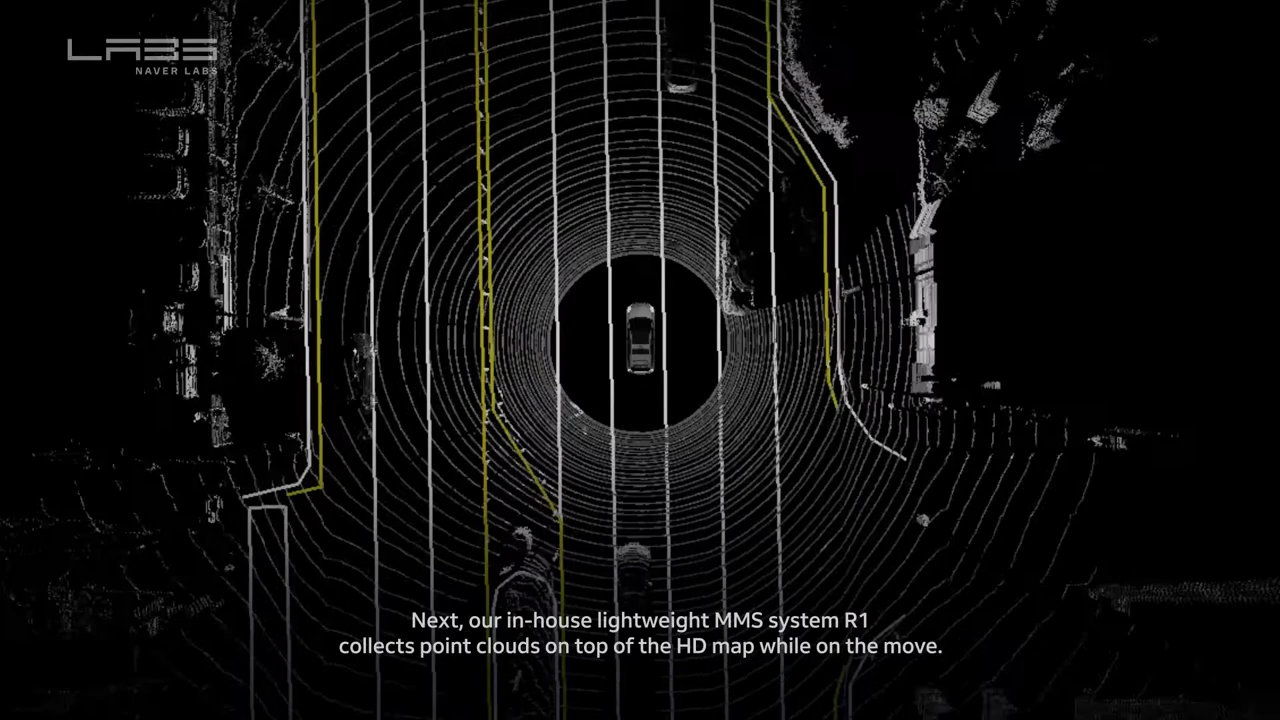 LABS
NAVER LABS
Next, our in-house lightweight MMS system R1
collects point clouds on top of the HD map while on the move.